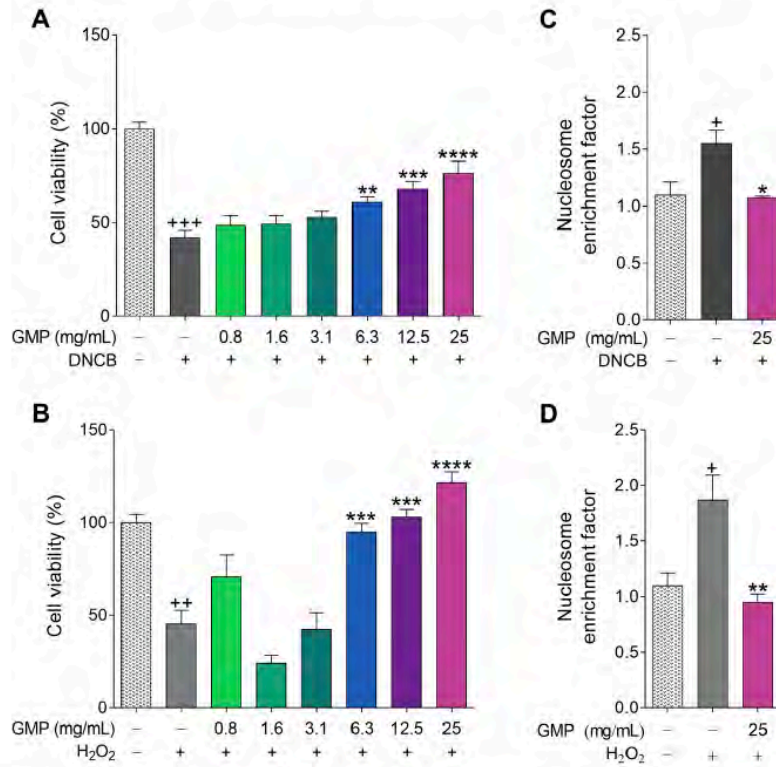 A
150
100
50
0
Cell viability (%)
+++
**
***
****
GMP (mg/mL) – – 0.8 1.6 3.1 6.3 12.5 25
DNCB – + + + + + + +
C
2.5
2.0
1.5
1.0
0.5
0.0
Nucleosome
enrichment factor
+
*
GMP (mg/mL) – – 25
DNCB – + +
B
150
100
50
0
Cell viability (%)
++
***
***
****
GMP (mg/mL) – – 0.8 1.6 3.1 6.3 12.5 25
H₂O₂ – + + + + + + +
D
2.5
2.0
1.5
1.0
0.5
0.0
Nucleosome
enrichment factor
+
**
GMP (mg/mL) – – 25
H₂O₂ – + +